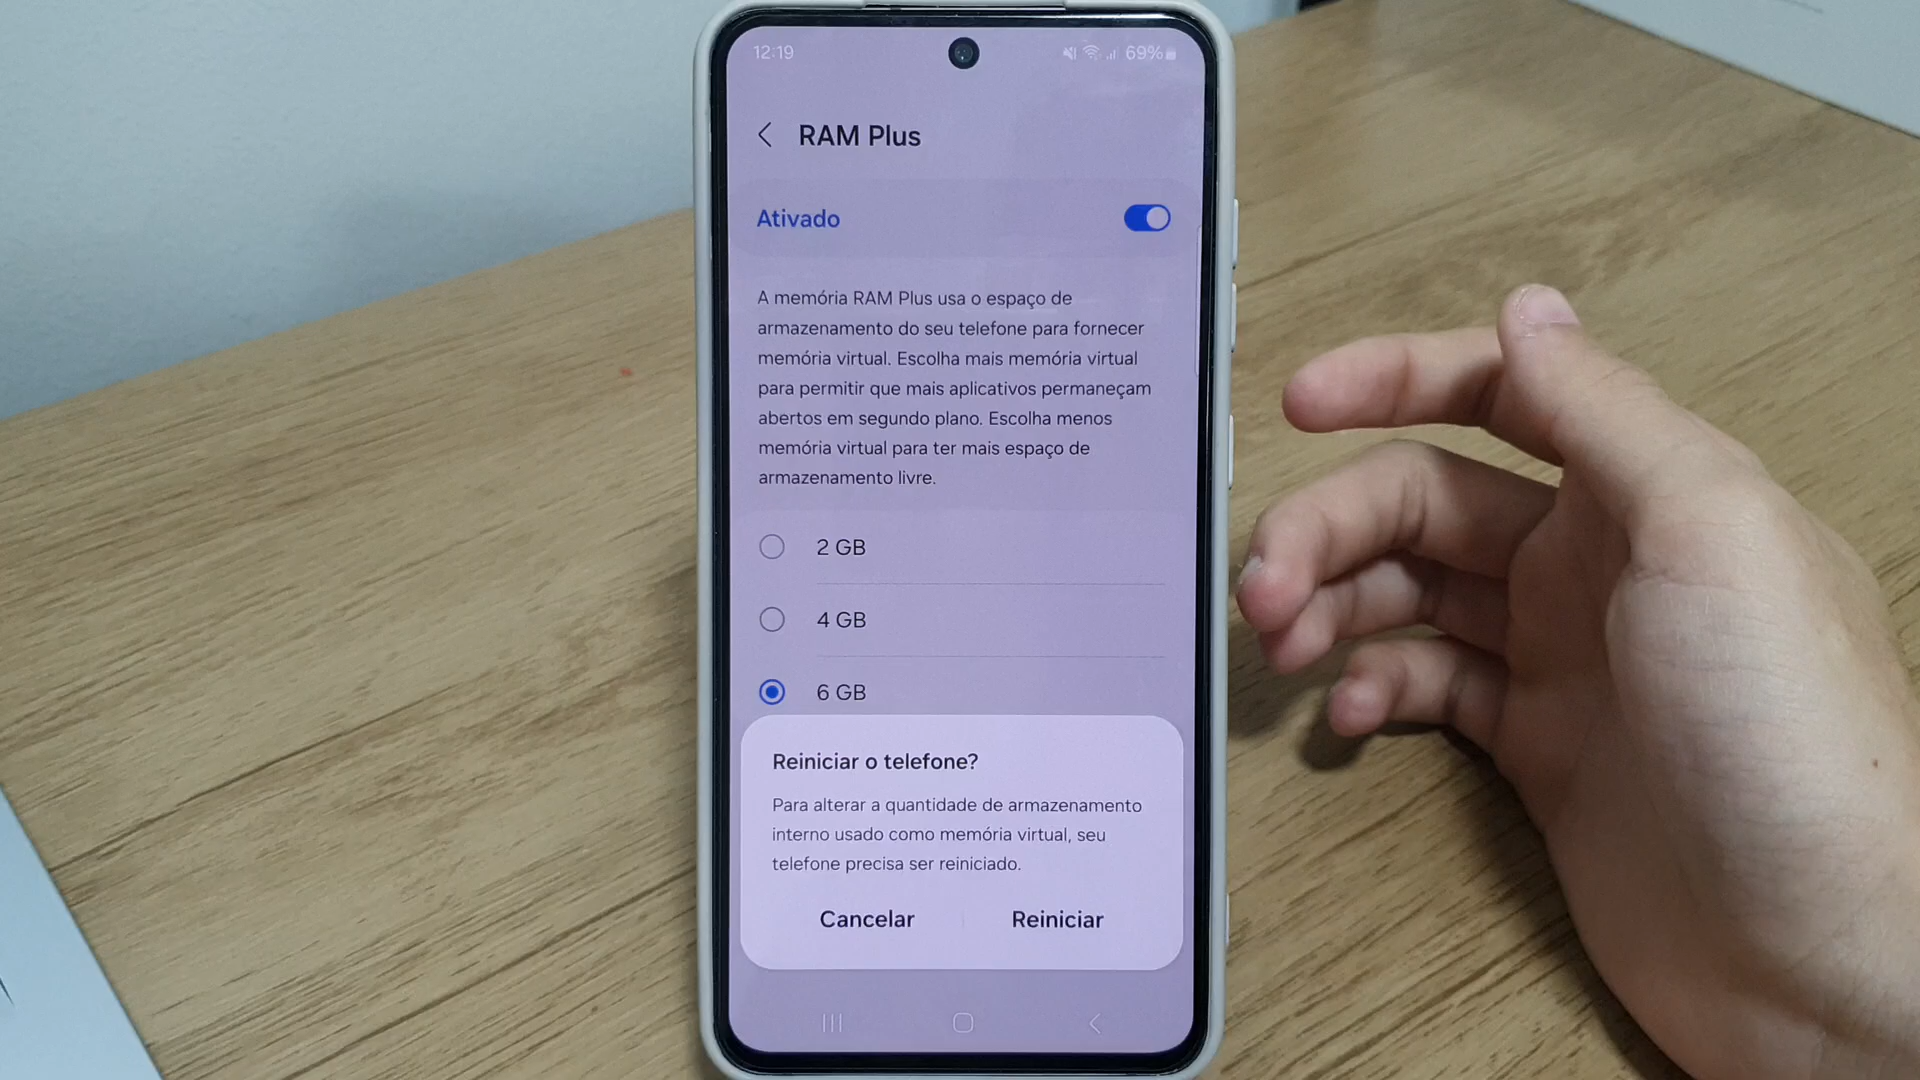 12:19
69%
RAM Plus
Ativado
A memória RAM Plus usa o espaço de
armazenamento do seu telefone para fornecer
memória virtual. Escolha mais memória virtual
para permitir que mais aplicativos permaneçam
abertos em segundo plano. Escolha menos
memória virtual para ter mais espaço de
armazenamento livre.
2 GB
4 GB
6 GB
Reiniciar o telefone?
Para alterar a quantidade de armazenamento
interno usado como memória virtual, seu
telefone precisa ser reiniciado.
Cancelar
Reiniciar